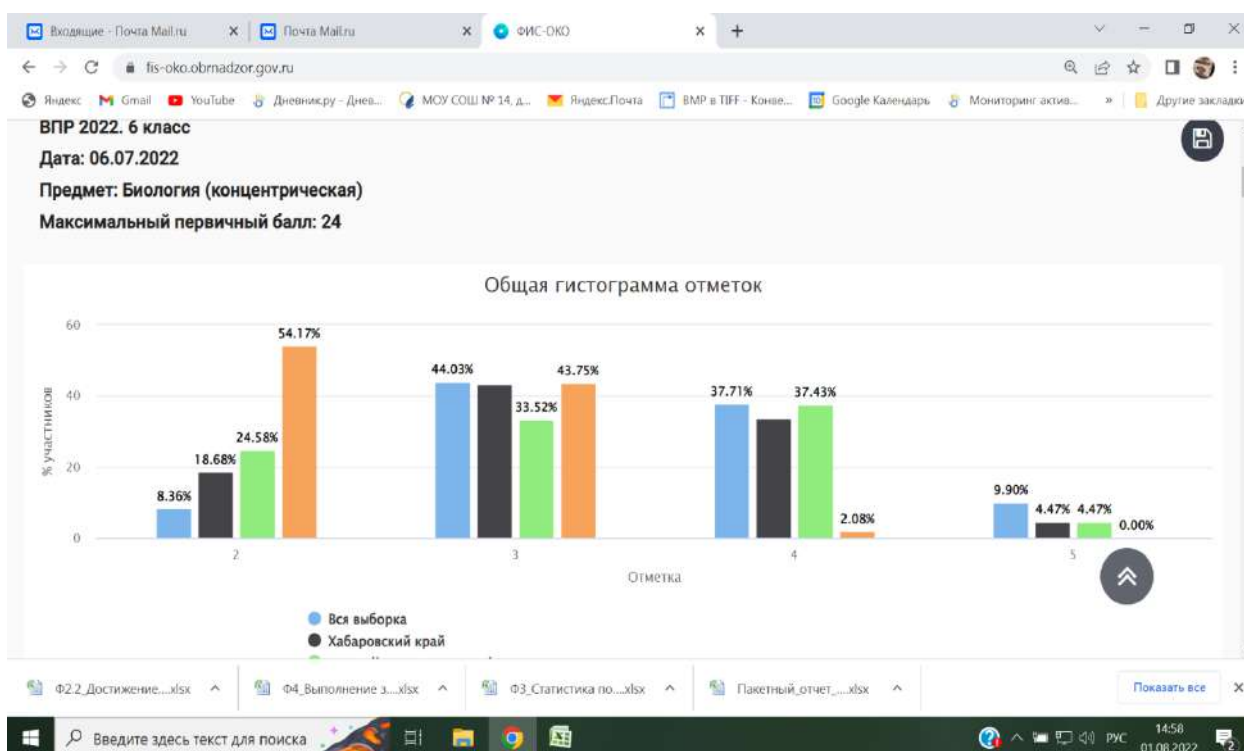 Входящие - Почта Mail.ru
Почта Mail.ru
ФИС-ОКО
fis-oko.obrnadzor.gov.ru
Яндекс
Gmail
YouTube
Дневник.ру - Днев...
МОУ СОШ № 14, д...
Яндекс.Почта
BMP в TIFF - Конве...
Google Календарь
Мониторинг актив...
»
Другие закладки
ВПР 2022. 6 класс
Дата: 06.07.2022
Предмет: Биология (концентрическая)
Максимальный первичный балл: 24
Общая гистограмма отметок
% участников
60
40
20
0
8.36%
18.68%
24.58%
54.17%
44.03%
33.52%
43.75%
37.71%
37.43%
2.08%
9.90%
4.47%
4.47%
0.00%
2
3
4
5
Отметка
Вся выборка
Хабаровский край
Ф2.2_Достижение....xlsx
Ф4_Выполнение з....xlsx
Ф3_Статистика по....xlsx
Пакетный_отчет_....xlsx
Показать все
Введите здесь текст для поиска
РУС
14:58
01.08.2022
2